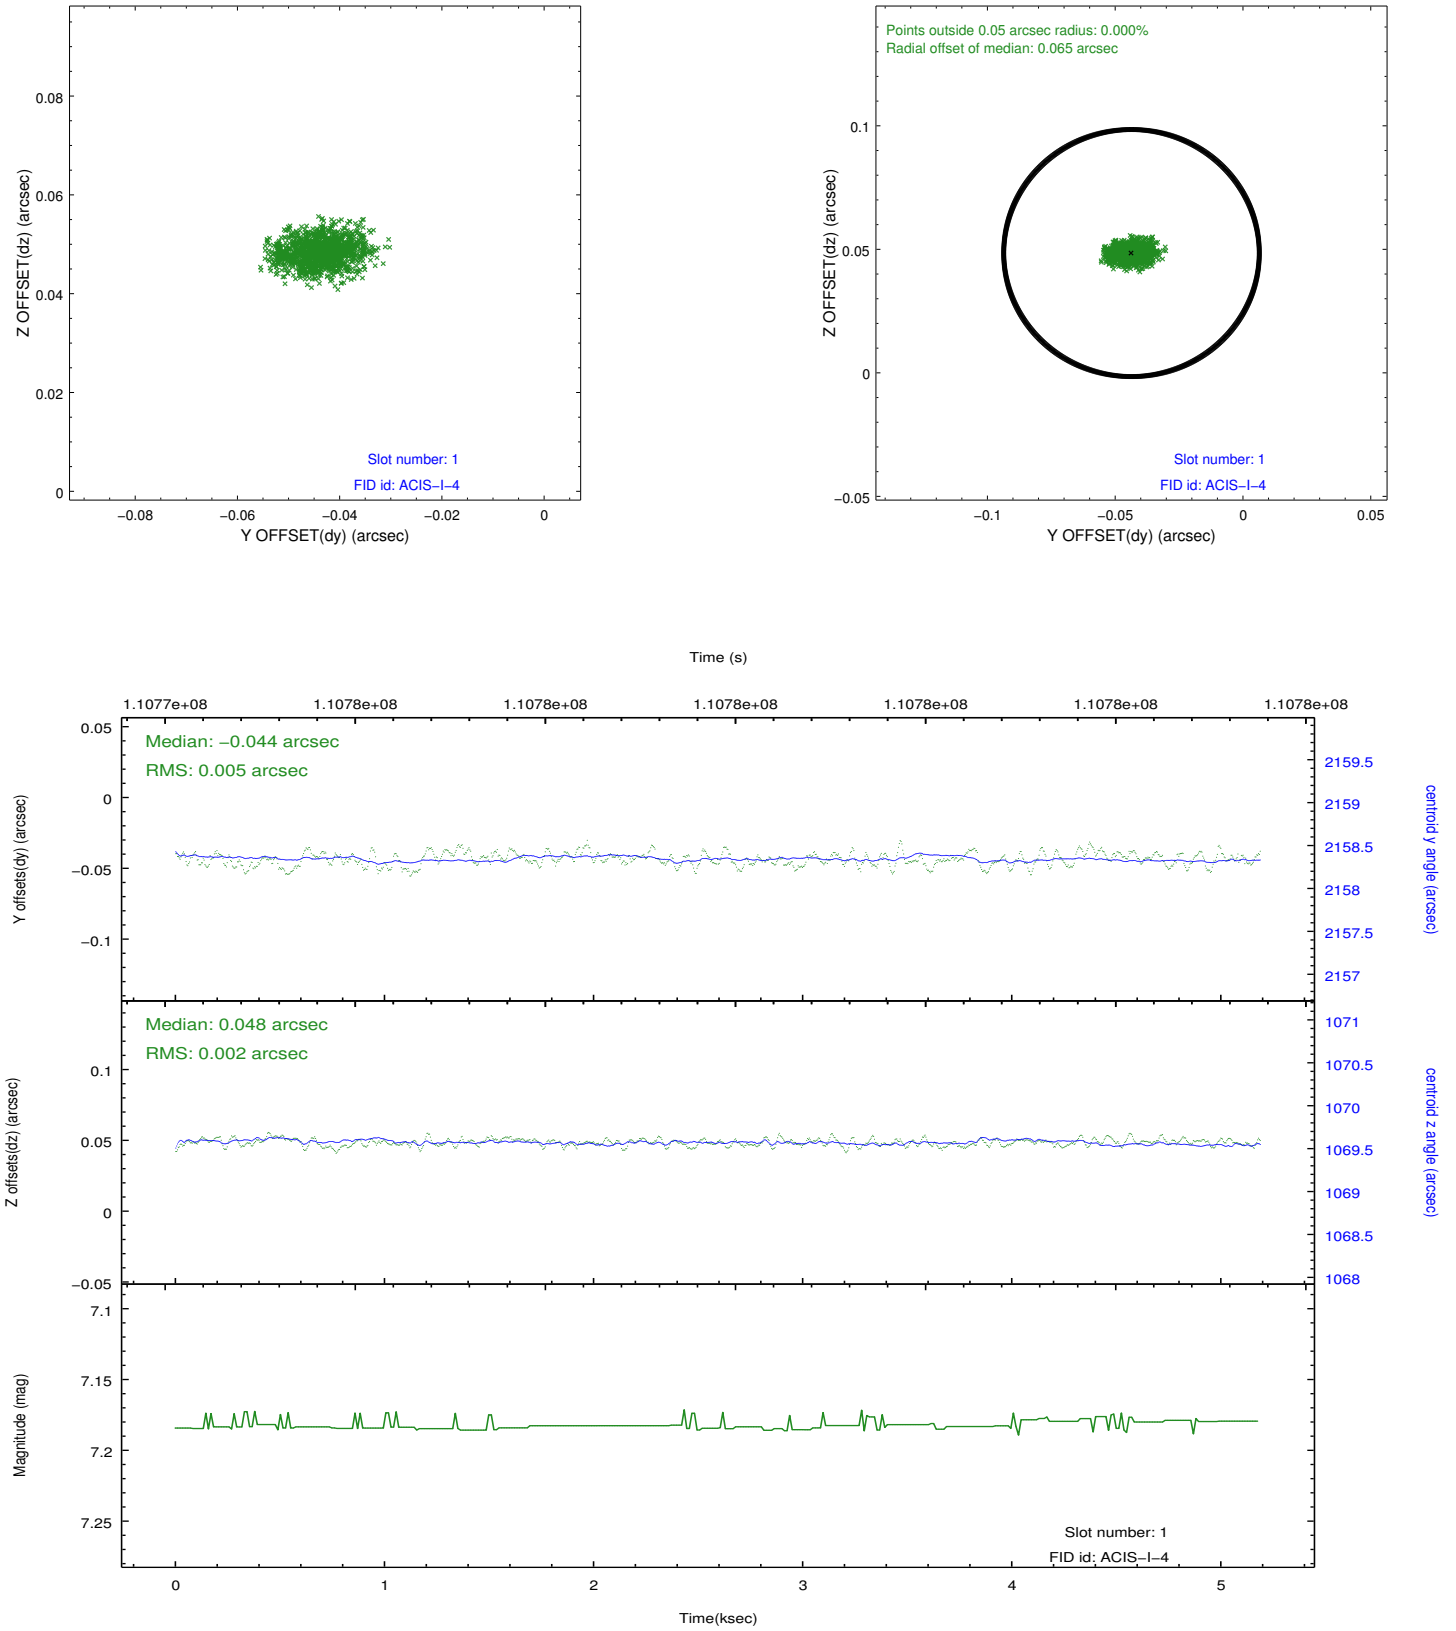 0.08
0.06
0.04
0.02
0
Z OFFSET(dz) (arcsec)
−0.08
−0.06
−0.04
−0.02
0
Y OFFSET(dy) (arcsec)
Slot number: 1
FID id: ACIS−I−4
Points outside 0.05 arcsec radius: 0.000%
Radial offset of median: 0.065 arcsec
0.1
0.05
0
−0.05
Z OFFSET(dz) (arcsec)
−0.1
−0.05
0
0.05
Y OFFSET(dy) (arcsec)
Slot number: 1
FID id: ACIS−I−4
Time (s)
1.1077e+08
1.1078e+08
1.1078e+08
1.1078e+08
1.1078e+08
1.1078e+08
1.1078e+08
Median: −0.044 arcsec
RMS: 0.005 arcsec
0.05
0
−0.05
−0.1
Y offsets(dy) (arcsec)
2159.5
2159
2158.5
2158
2157.5
2157
centroid y angle (arcsec)
Median: 0.048 arcsec
RMS: 0.002 arcsec
0.1
0.05
0
−0.05
Z offsets(dz) (arcsec)
1071
1070.5
1070
1069.5
1069
1068.5
1068
centroid z angle (arcsec)
7.1
7.15
7.2
7.25
Magnitude (mag)
Slot number: 1
FID id: ACIS−I−4
0
1
2
3
4
5
Time(ksec)